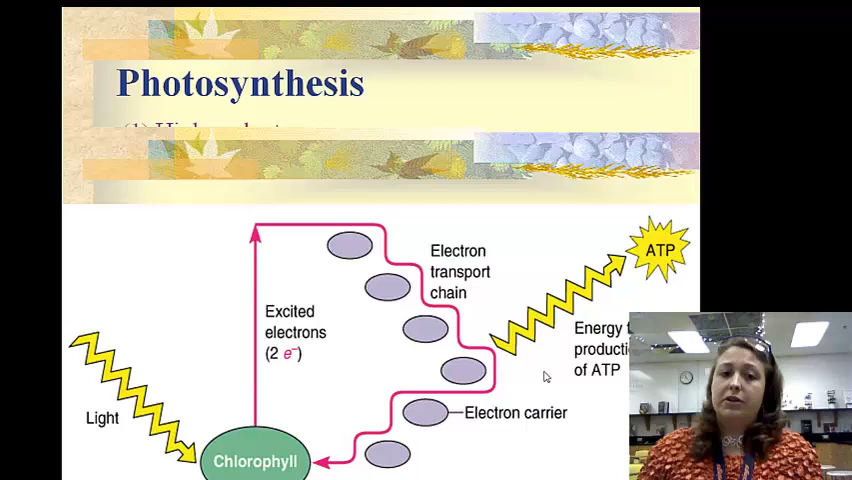 Photosynthesis
Electron
transport
chain
ATP
Excited
electrons
(2 e⁻)
Energy
production
of ATP
Light
Electron carrier
Chlorophyll